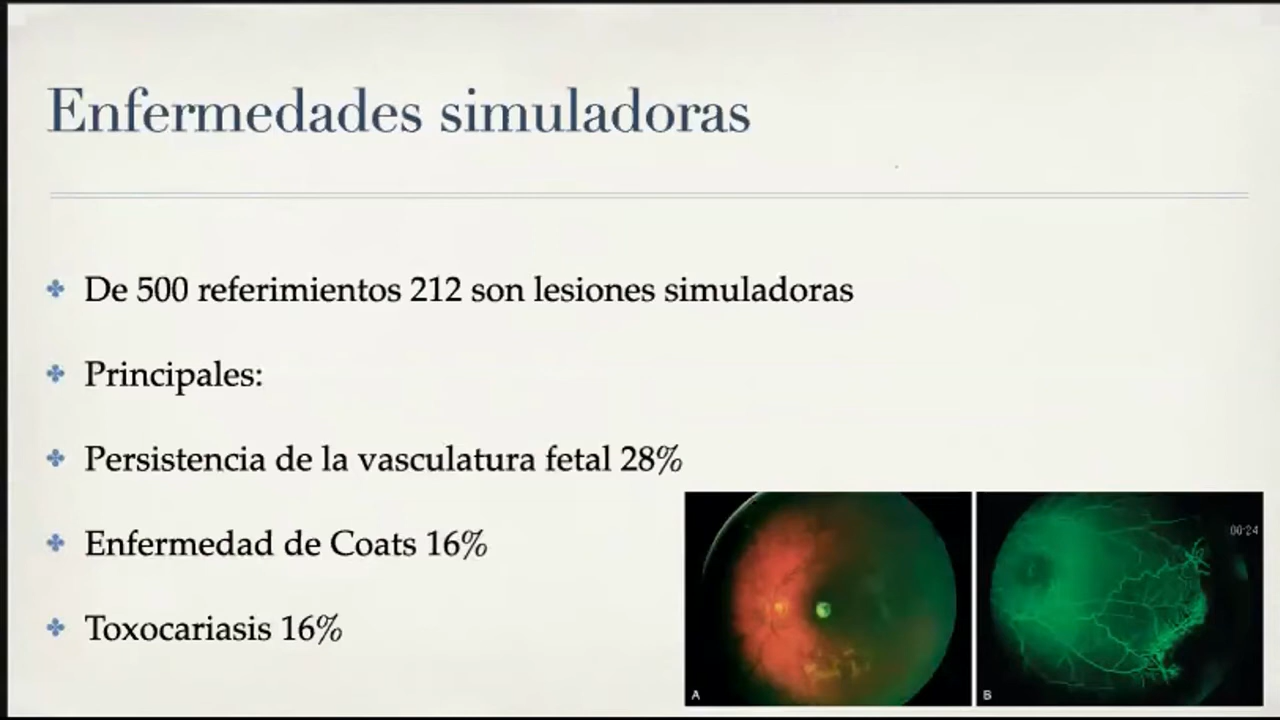 Enfermedades simuladoras
De 500 referimientos 212 son lesiones simuladoras
Principales:
Persistencia de la vasculatura fetal 28%
Enfermedad de Coats 16%
Toxocariasis 16%
00:24
A
B